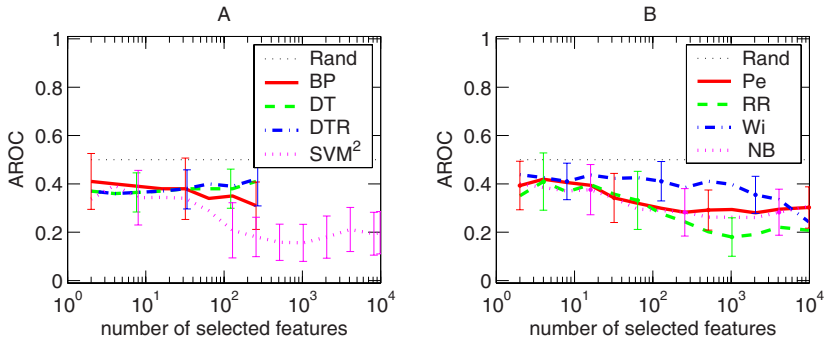 A
1
0.8
0.6
0.4
0.2
0
AROC
Rand
BP
DT
DTR
SVM²
10⁰
10¹
10²
10³
10⁴
number of selected features
B
1
0.8
0.6
0.4
0.2
0
AROC
Rand
Pe
RR
Wi
NB
10⁰
10¹
10²
10³
10⁴
number of selected features